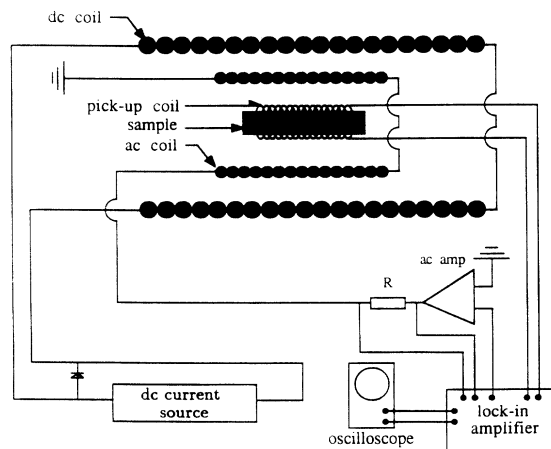 dc coil
pick-up coil
sample
ac coil
ac amp
R
dc current
source
oscilloscope
lock-in
amplifier